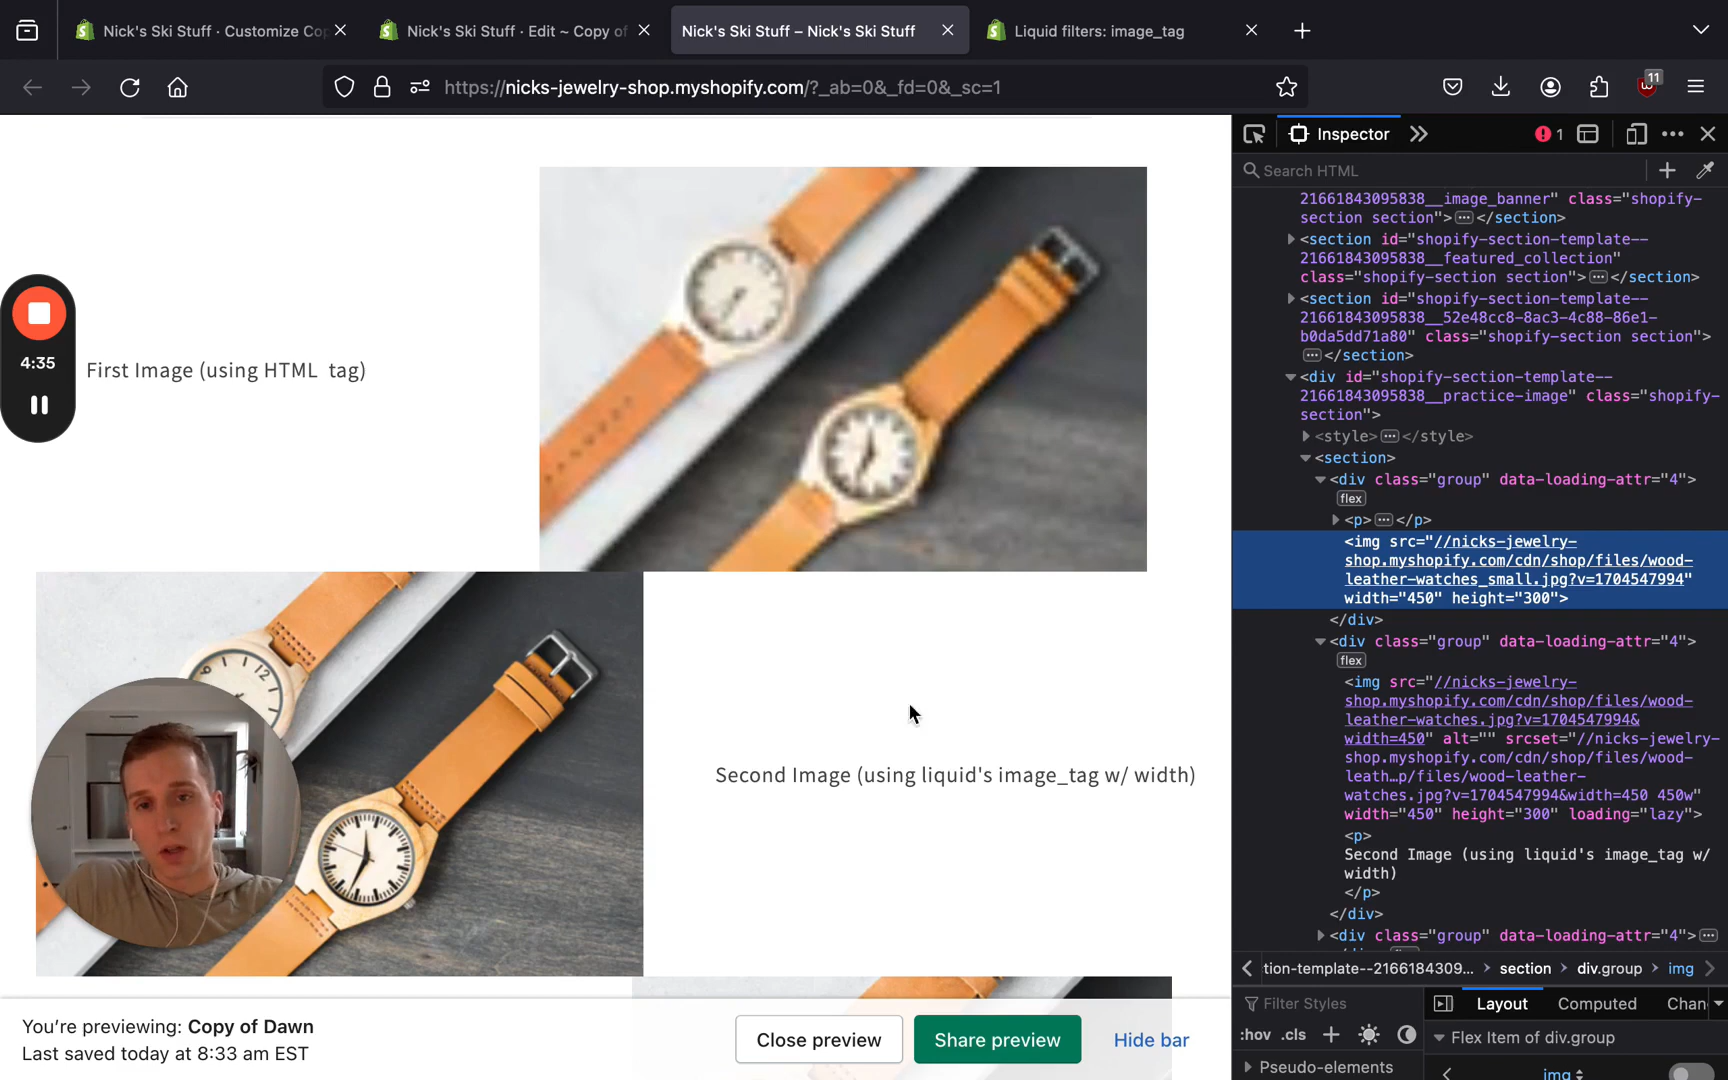 Nick's Ski Stuff · Customize Cop
Nick's Ski Stuff · Edit ~ Copy of
Nick's Ski Stuff – Nick's Ski Stuff
Liquid filters: image_tag
https://nicks-jewelry-shop.myshopify.com/?_ab=0&_fd=0&_sc=1
11
Inspector
1
Search HTML
21661843095838__image_banner" class="shopify-
section section"> </section>
<section id="shopify-section-template--
21661843095838__featured_collection"
class="shopify-section section"> </section>
<section id="shopify-section-template--
21661843095838__52e48cc8-8ac3-4c88-86e1-
b0da5dd71a80" class="shopify-section section">
</section>
<div id="shopify-section-template--
21661843095838__practice-image" class="shopify-
section">
<style> </style>
<section>
<div class="group" data-loading-attr="4">
flex
<p> </p>
<img src="//nicks-jewelry-
shop.myshopify.com/cdn/shop/files/wood-
leather-watches_small.jpg?v=1704547994"
width="450" height="300">
</div>
<div class="group" data-loading-attr="4">
flex
<img src="//nicks-jewelry-
shop.myshopify.com/cdn/shop/files/wood-
leather-watches.jpg?v=1704547994&
width=450" alt="" srcset="//nicks-jewelry-
shop.myshopify.com/cdn/shop/files/wood-
leath…p/files/wood-leather-
watches.jpg?v=1704547994&width=450 450w"
width="450" height="300" loading="lazy">
<p>
Second Image (using liquid's image_tag w/
width)
</p>
</div>
<div class="group" data-loading-attr="4">
tion-template--2166184309... > section > div.group > img
Filter Styles
Layout
Computed
Chan
:hov .cls
Flex Item of div.group
Pseudo-elements
img
4:35
First Image (using HTML  tag)
Second Image (using liquid's image_tag w/ width)
You're previewing: Copy of Dawn
Last saved today at 8:33 am EST
Close preview
Share preview
Hide bar